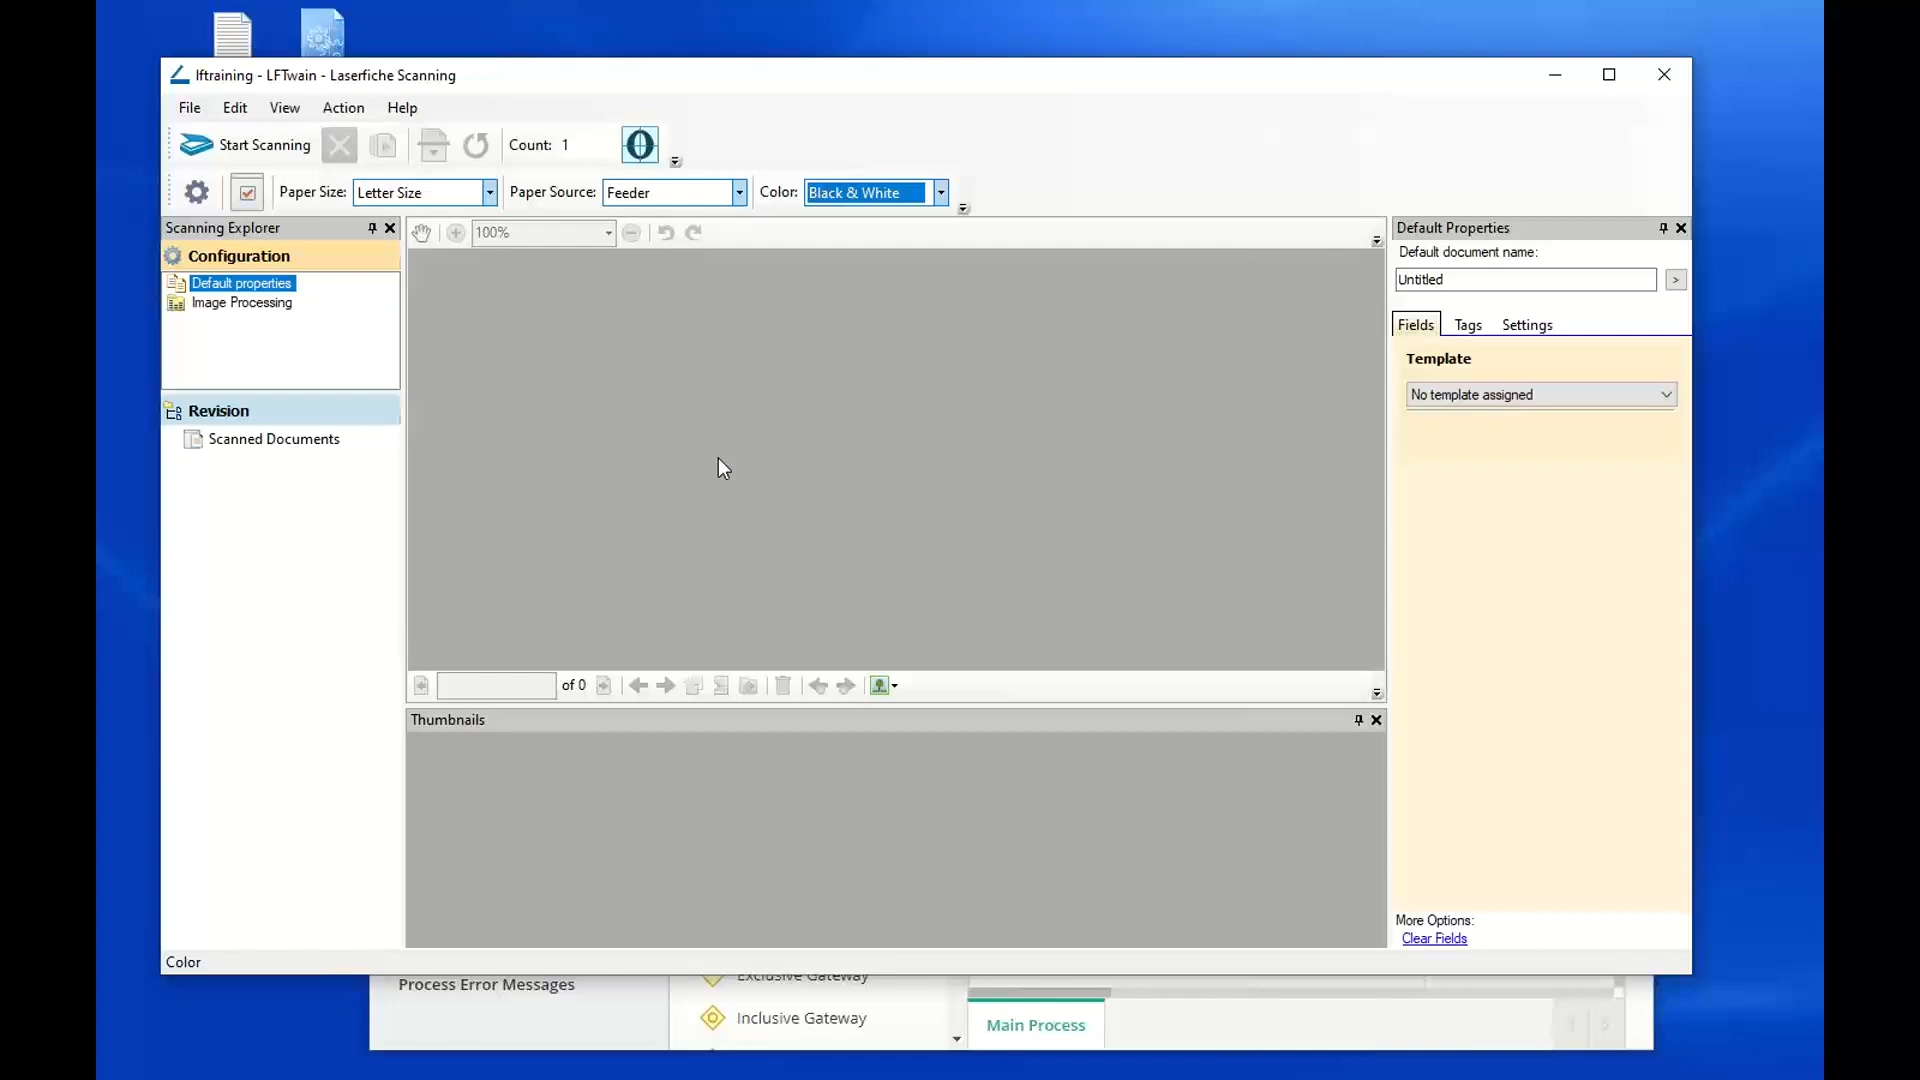 lftraining - LFTwain - Laserfiche Scanning
File Edit View Action Help
Start Scanning Count: 1
Paper Size: Letter Size Paper Source: Feeder Color: Black & White
Scanning Explorer
Configuration
Default properties
Image Processing
Revision
Scanned Documents
100%
of 0
Thumbnails
Default Properties
Default document name:
Untitled
>
Fields Tags Settings
Template
No template assigned
More Options:
Clear Fields
Color
Process Error Messages
Exclusive Gateway
Inclusive Gateway
Main Process